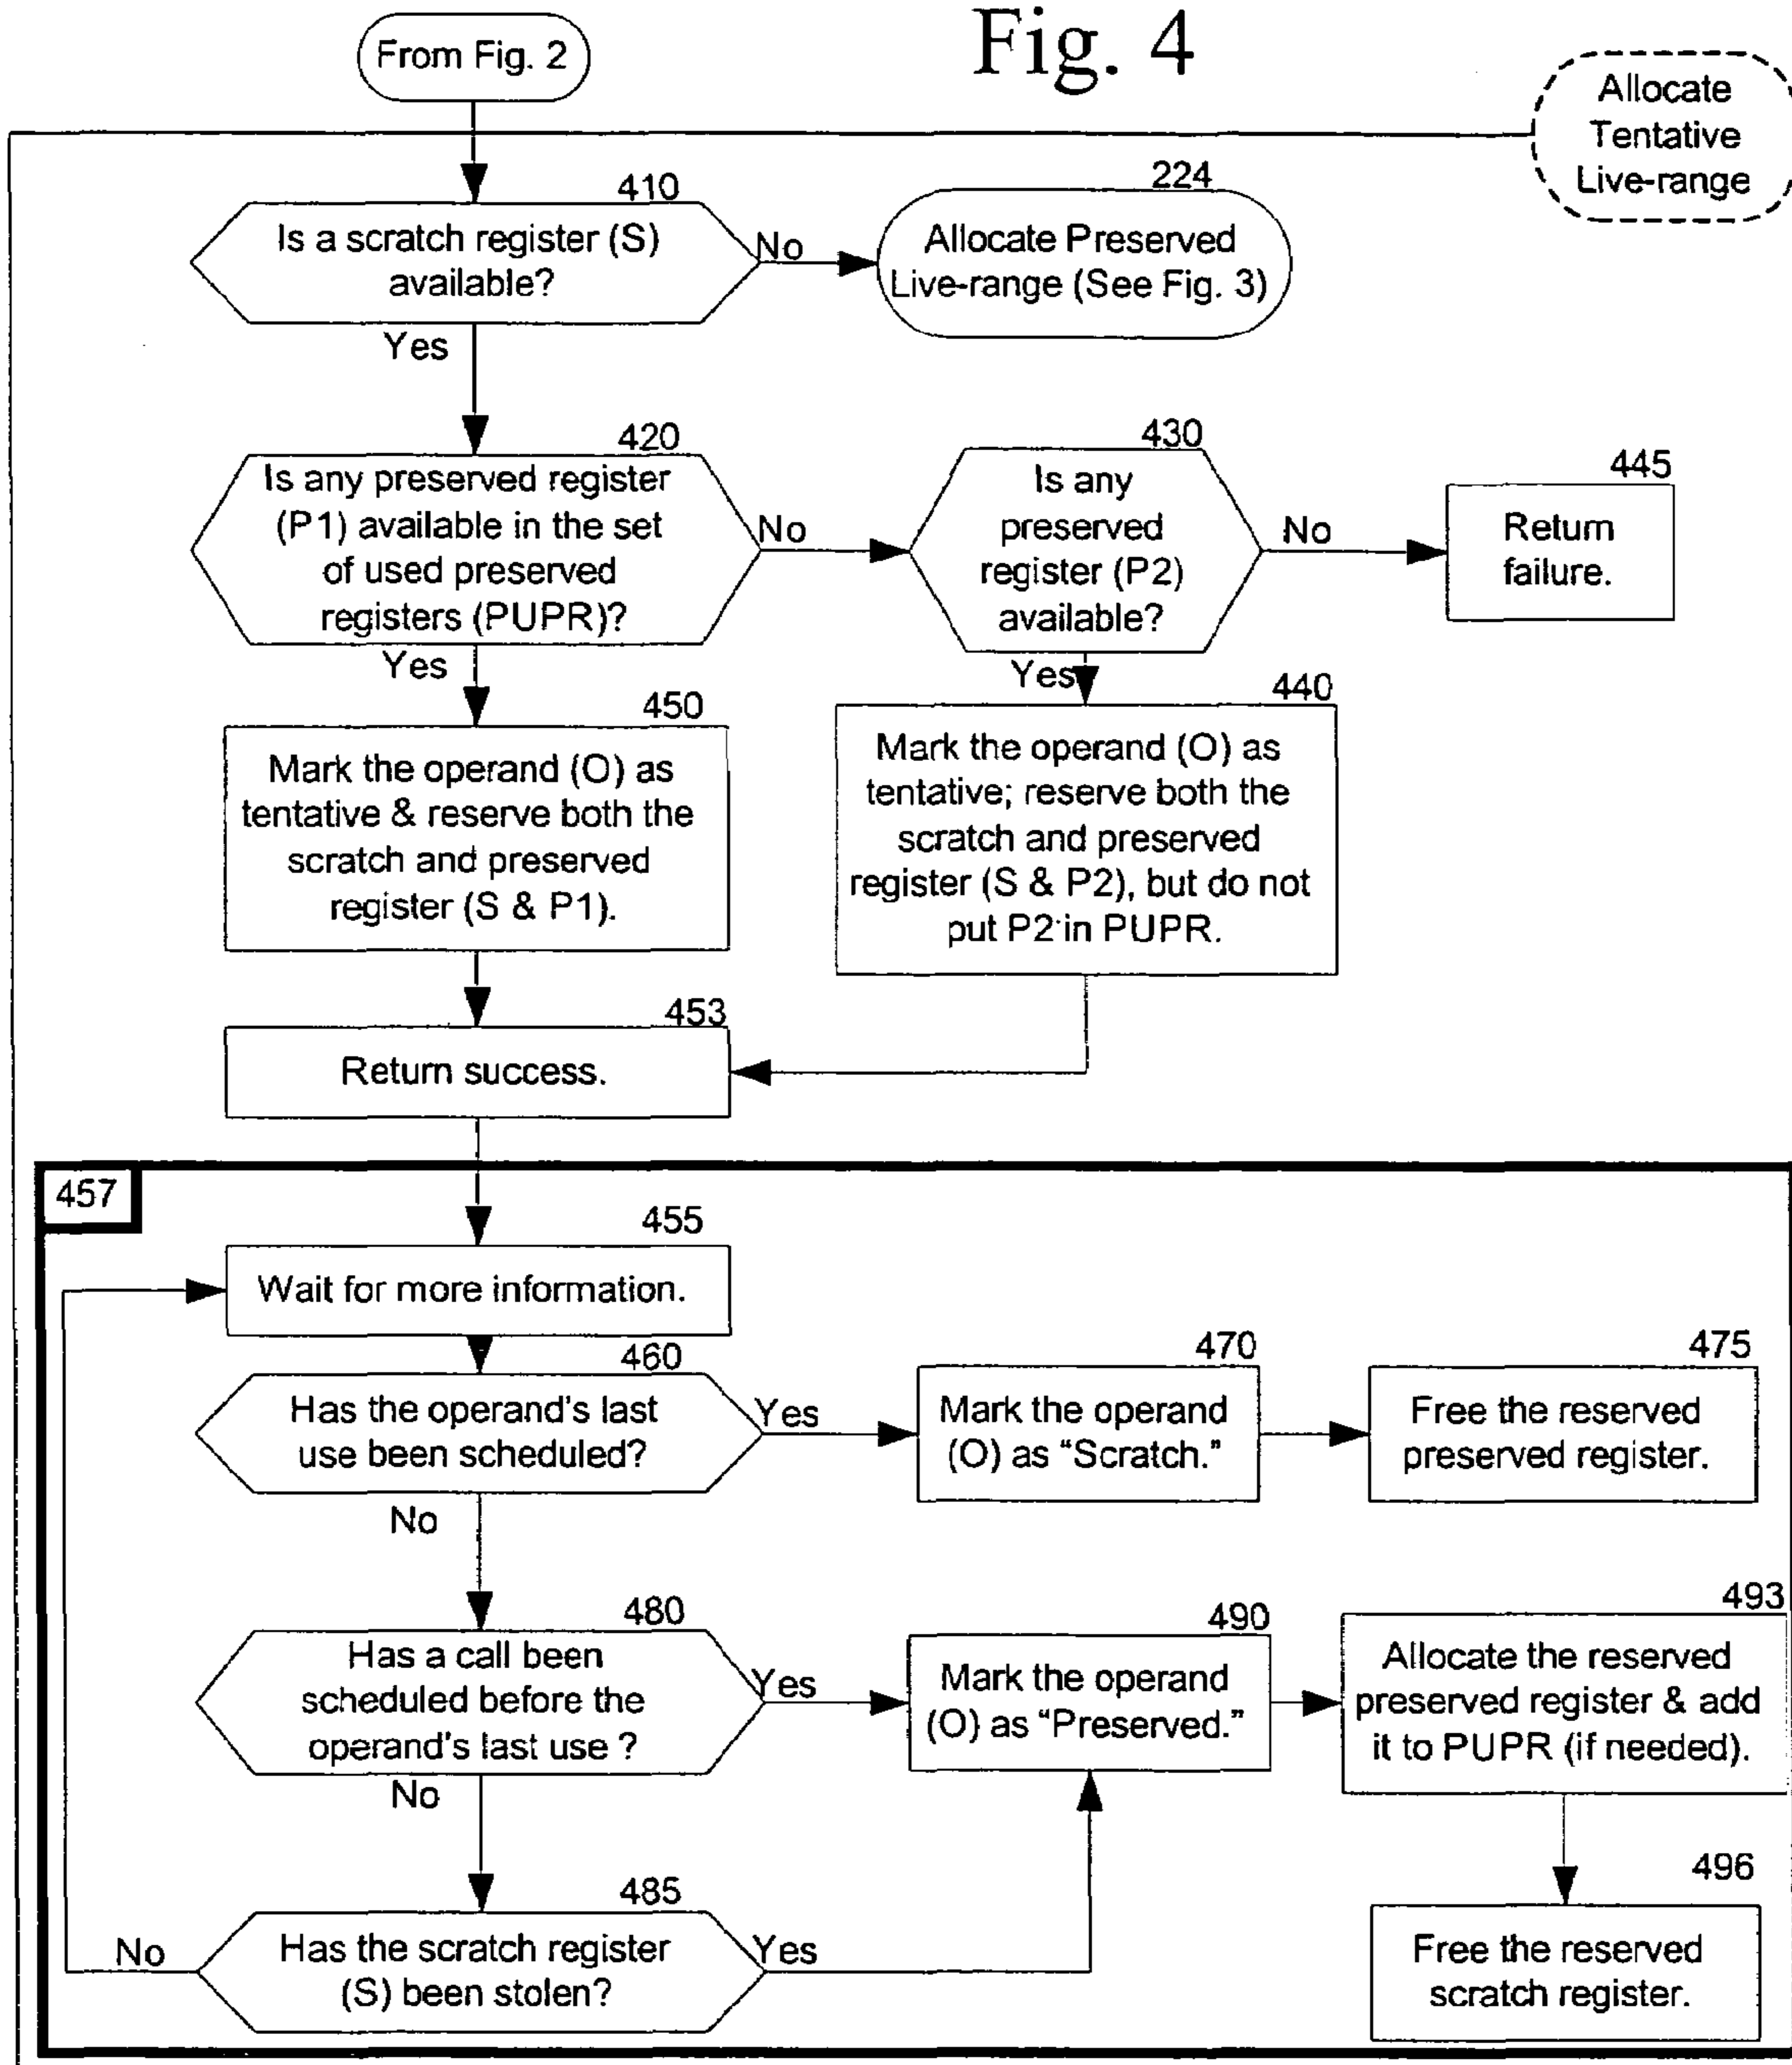 Fig. 4
From Fig. 2
Allocate
Tentative
Live-range
410
Is a scratch register (S)
available?
No
224
Allocate Preserved
Live-range (See Fig. 3)
Yes
420
Is any preserved register
(P1) available in the set
of used preserved
registers (PUPR)?
No
430
Is any
preserved
register (P2)
available?
No
445
Return
failure.
Yes
Yes
450
Mark the operand (O) as
tentative & reserve both the
scratch and preserved
register (S & P1).
440
Mark the operand (O) as
tentative; reserve both the
scratch and preserved
register (S & P2), but do not
put P2 in PUPR.
453
Return success.
457
455
Wait for more information.
460
Has the operand's last
use been scheduled?
Yes
470
Mark the operand
(O) as “Scratch.”
475
Free the reserved
preserved register.
No
480
Has a call been
scheduled before the
operand's last use ?
Yes
490
Mark the operand
(O) as “Preserved.”
493
Allocate the reserved
preserved register & add
it to PUPR (if needed).
No
485
Has the scratch register
(S) been stolen?
No
Yes
496
Free the reserved
scratch register.